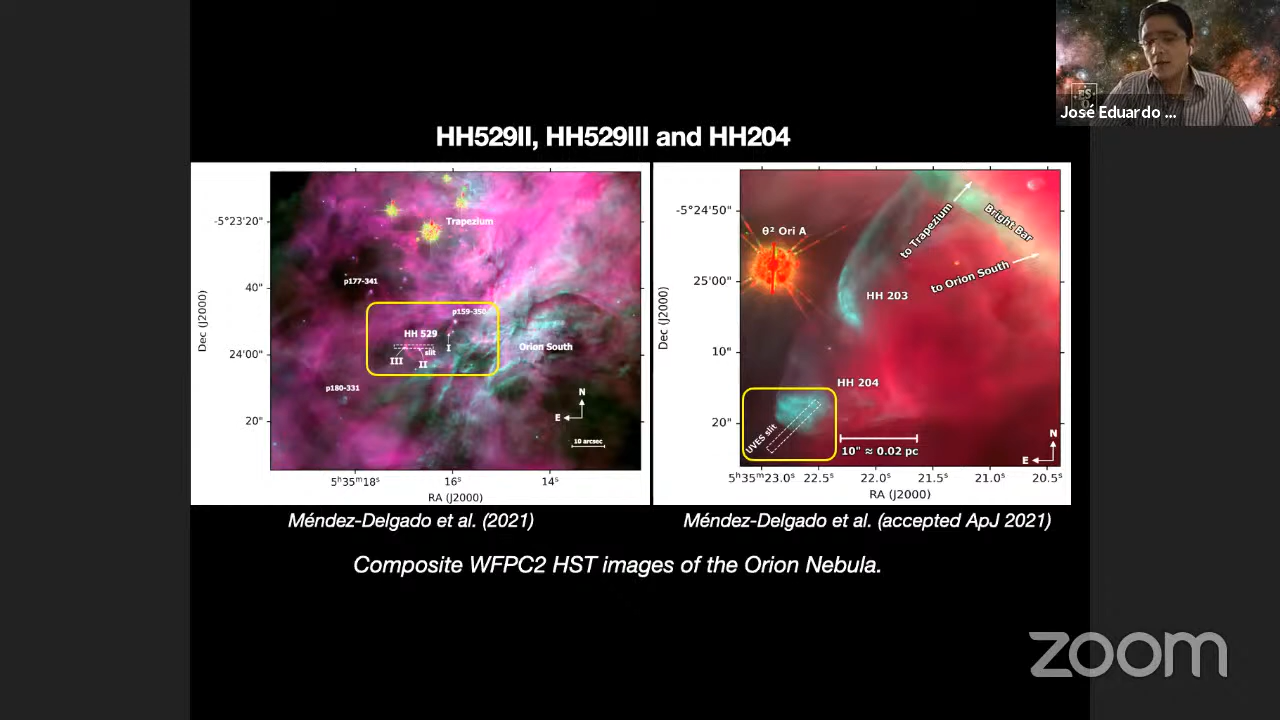 José Eduardo ...
HH529II, HH529III and HH204
Trapezium
p177-341
p159-350
HH 529
I
slit
III
II
Orion South
p180-331
N
E
10 arcsec
-5°23'20"
40"
24'00"
20"
Dec (J2000)
5ʰ35ᵐ18ˢ
16ˢ
14ˢ
RA (J2000)
θ² Ori A
to Trapezium
Bright Bar
to Orion South
HH 203
HH 204
UVES slit
10" ≈ 0.02 pc
N
E
-5°24'50"
25'00"
10"
20"
Dec (J2000)
5ʰ35ᵐ23.0ˢ
22.5ˢ
22.0ˢ
21.5ˢ
21.0ˢ
20.5ˢ
RA (J2000)
Méndez-Delgado et al. (2021)
Méndez-Delgado et al. (accepted ApJ 2021)
Composite WFPC2 HST images of the Orion Nebula.
zoom